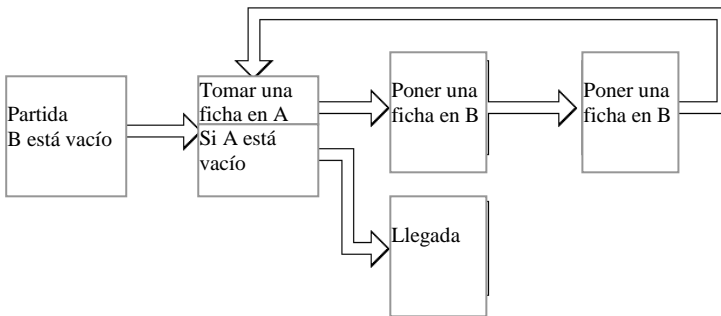 Partida
B está vacío
Tomar una
ficha en A
Si A está
vacío
Poner una
ficha en B
Poner una
ficha en B
Llegada